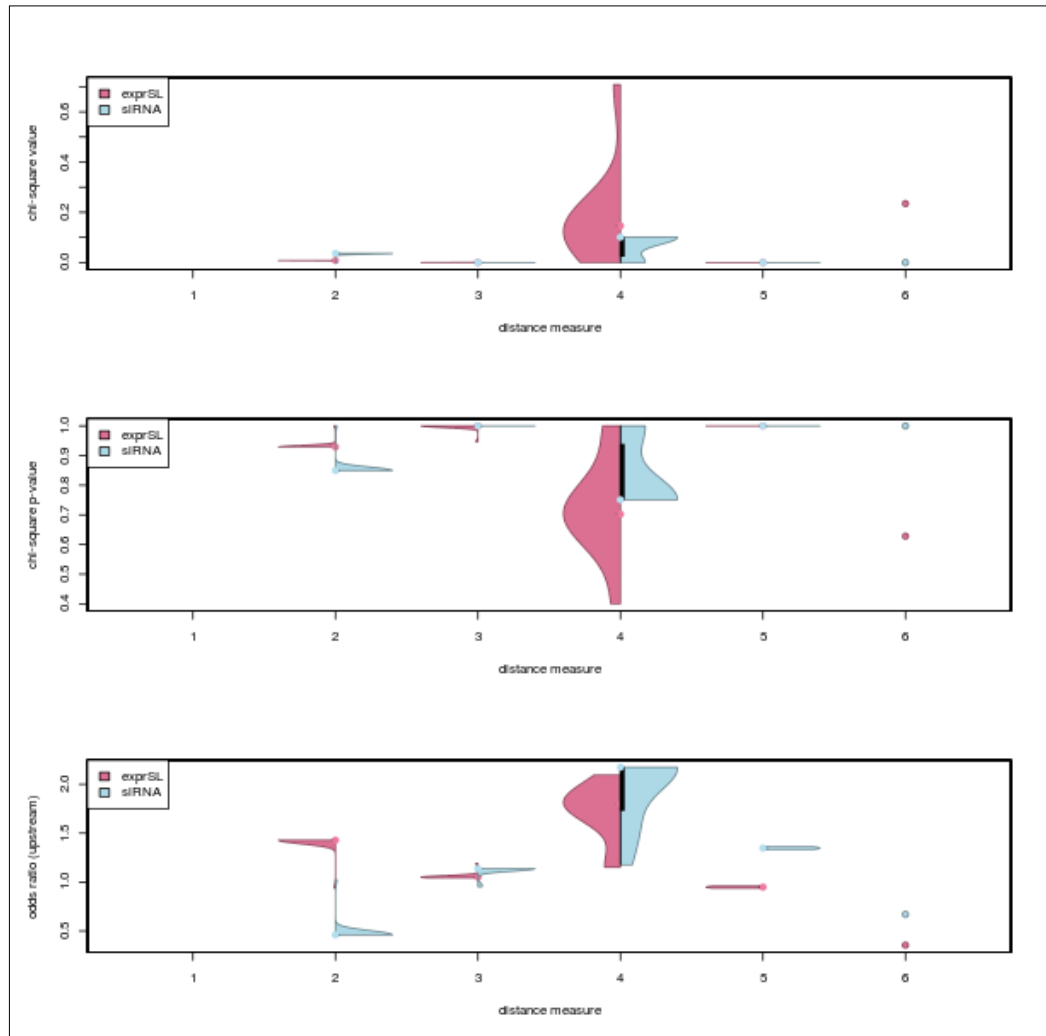 exprSL
siRNA
chi-square value
0.0
0.2
0.4
0.6
1 2 3 4 5 6
distance measure
exprSL
siRNA
chi-square p-value
0.4
0.5
0.6
0.7
0.8
0.9
1.0
1 2 3 4 5 6
distance measure
exprSL
siRNA
odds ratio (upstream)
0.5
1.0
1.5
2.0
1 2 3 4 5 6
distance measure